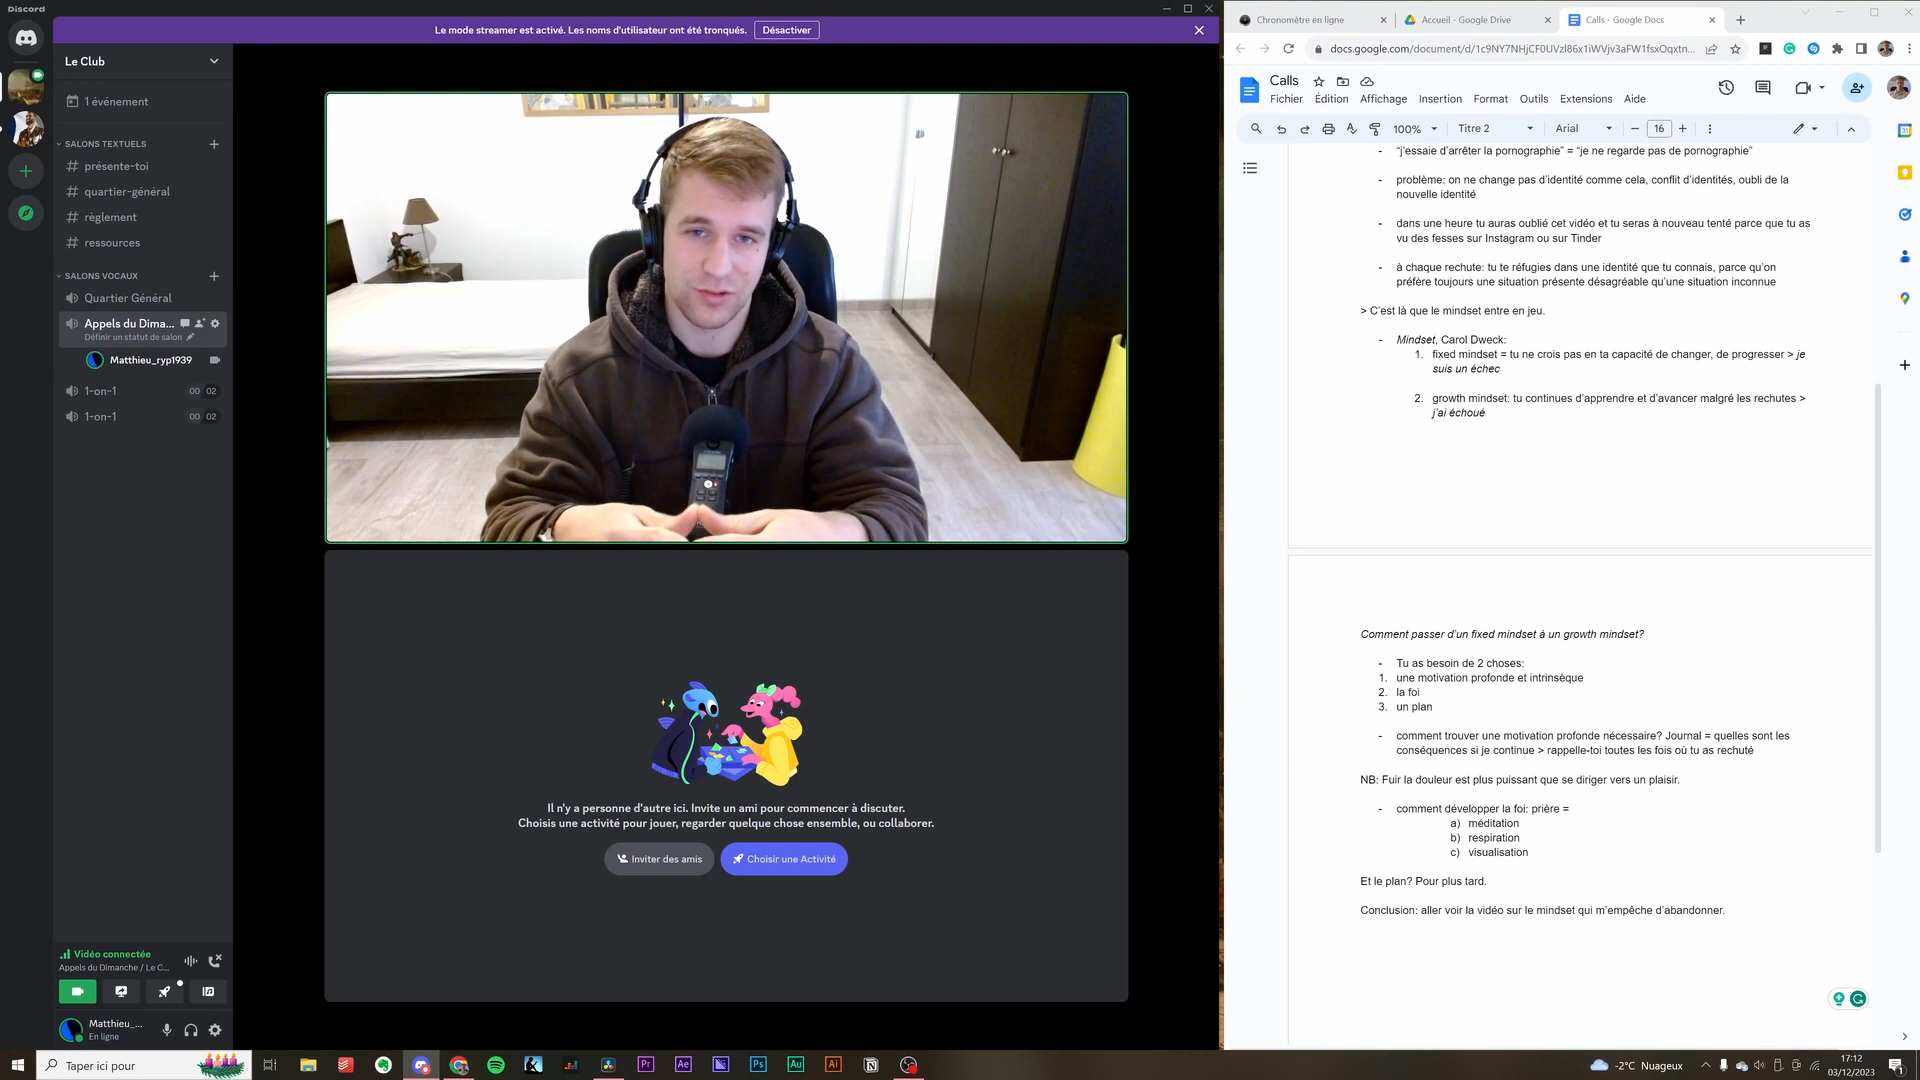 Discord
Le mode streamer est activé. Les noms d'utilisateur ont été tronqués.
Désactiver
Le Club
1 événement
SALONS TEXTUELS
présente-toi
quartier-général
règlement
ressources
SALONS VOCAUX
Quartier Général
Appels du Dima...
Définir un statut de salon
Matthieu_ryp1939
1-on-1 00 02
1-on-1 00 02
Il n'y a personne d'autre ici. Invite un ami pour commencer à discuter.
Choisis une activité pour jouer, regarder quelque chose ensemble, ou collaborer.
Inviter des amis
Choisir une Activité
Vidéo connectée
Appels du Dimanche / Le C...
Matthieu_...
En ligne
Chronomètre en ligne
Accueil - Google Drive
Calls - Google Docs
docs.google.com/document/d/1c9NY7NHjCF0UVzl86x1iWVjv3aFW1fsxOqxtn...
Calls
Fichier Édition Affichage Insertion Format Outils Extensions Aide
100% Titre 2 Arial 16
- “j’essaie d’arrêter la pornographie” = “je ne regarde pas de pornographie”
- problème: on ne change pas d’identité comme cela, conflit d’identités, oubli de la
nouvelle identité
- dans une heure tu auras oublié cet vidéo et tu seras à nouveau tenté parce que tu as
vu des fesses sur Instagram ou sur Tinder
- à chaque rechute: tu te réfugies dans une identité que tu connais, parce qu’on
préfère toujours une situation présente désagréable qu’une situation inconnue
> C’est là que le mindset entre en jeu.
- Mindset, Carol Dweck:
1. fixed mindset = tu ne crois pas en ta capacité de changer, de progresser > je
suis un échec
2. growth mindset: tu continues d’apprendre et d’avancer malgré les rechutes >
j’ai échoué
Comment passer d’un fixed mindset à un growth mindset?
- Tu as besoin de 2 choses:
1. une motivation profonde et intrinsèque
2. la foi
3. un plan
- comment trouver une motivation profonde nécessaire? Journal = quelles sont les
conséquences si je continue > rappelle-toi toutes les fois où tu as rechuté
NB: Fuir la douleur est plus puissant que se diriger vers un plaisir.
- comment développer la foi: prière =
a) méditation
b) respiration
c) visualisation
Et le plan? Pour plus tard.
Conclusion: aller voir la vidéo sur le mindset qui m’empêche d’abandonner.
Taper ici pour
Pr
Ae
Ps
Au
Ai
-2°C Nuageux
17:12
03/12/2023